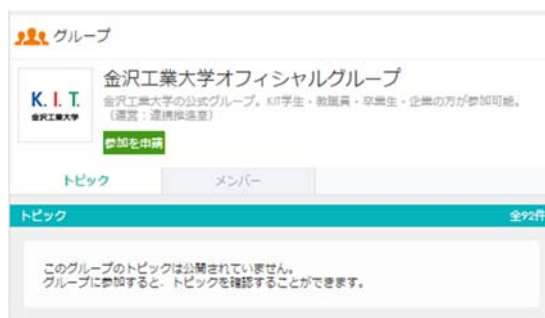 グループ
K.I.T.
金沢工業大学
金沢工業大学オフィシャルグループ
金沢工業大学の公式グループ。KIT学生・教職員・卒業生・企業の方が参加可能。
（運営：連携推進室）
参加を申請
トピック
メンバー
トピック 全92件
このグループのトピックは公開されていません。
グループに参加すると、トピックを確認することができます。